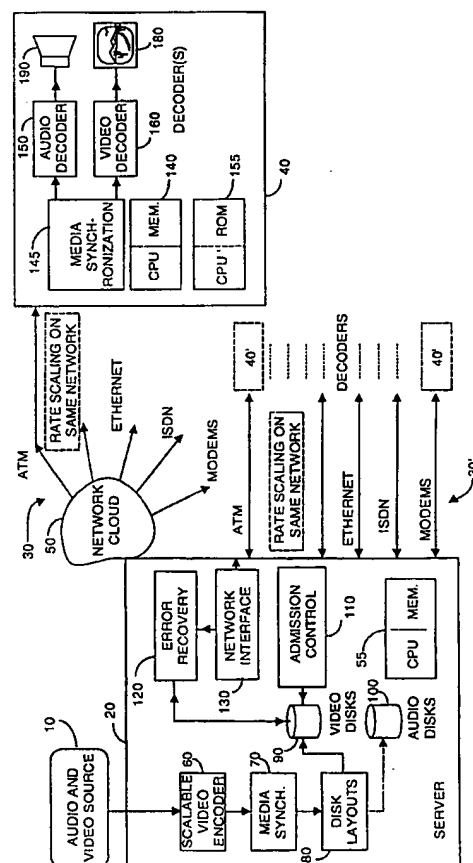 10
AUDIO AND
VIDEO SOURCE
20
60
SCALABLE
VIDEO ENCODER
70
MEDIA
SYNCH.
80
DISK
LAYOUTS
120
ERROR
RECOVERY
NETWORK
INTERFACE
130
ADMISSION
CONTROL
110
90
VIDEO DISKS
100
AUDIO
DISKS
55
CPU
MEM.
SERVER
30
50
NETWORK
CLOUD
ATM
RATE SCALING ON
SAME NETWORK
ETHERNET
ISDN
MODEMS
ATM
RATE SCALING ON
SAME NETWORK
ETHERNET
ISDN
MODEMS
40'
DECODERS
40'
30'
145
MEDIA
SYNCH-
RONIZATION
150
AUDIO
DECODER
190
VIDEO
DECODER
160
180
DECODER(S)
CPU
MEM.
140
CPU'
ROM
155
40